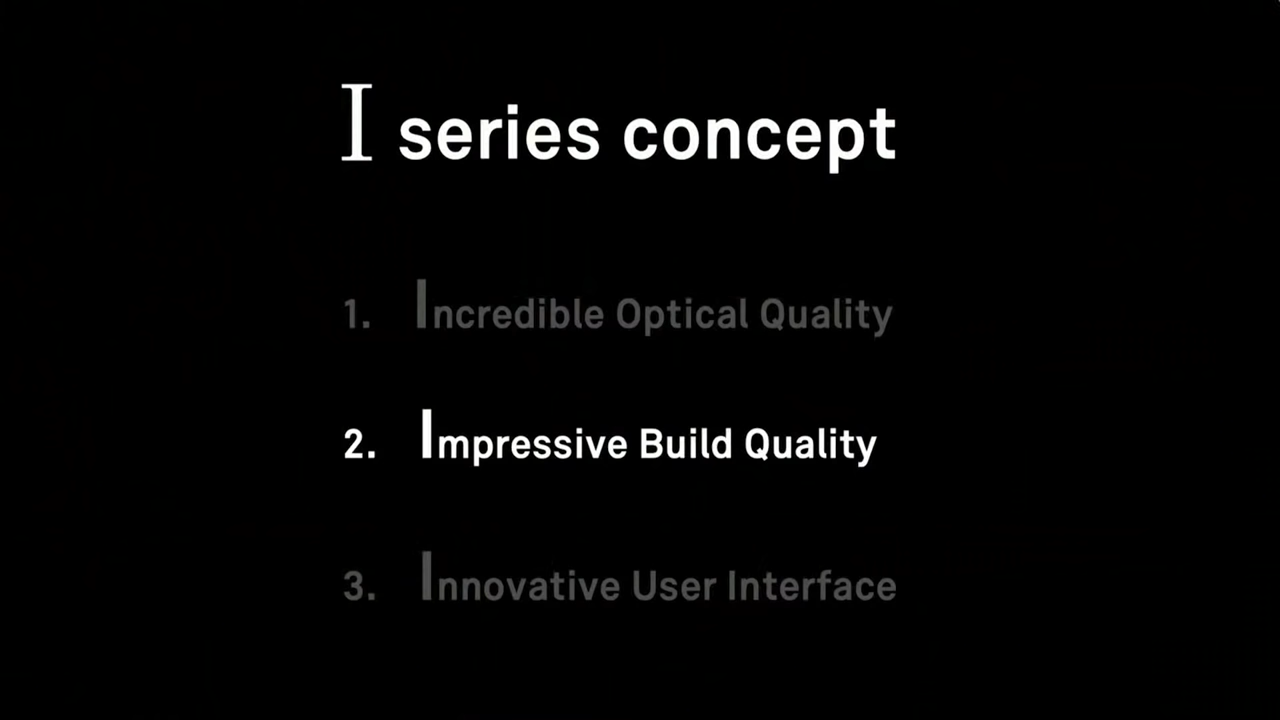 I series concept
1. Incredible Optical Quality
2. Impressive Build Quality
3. Innovative User Interface